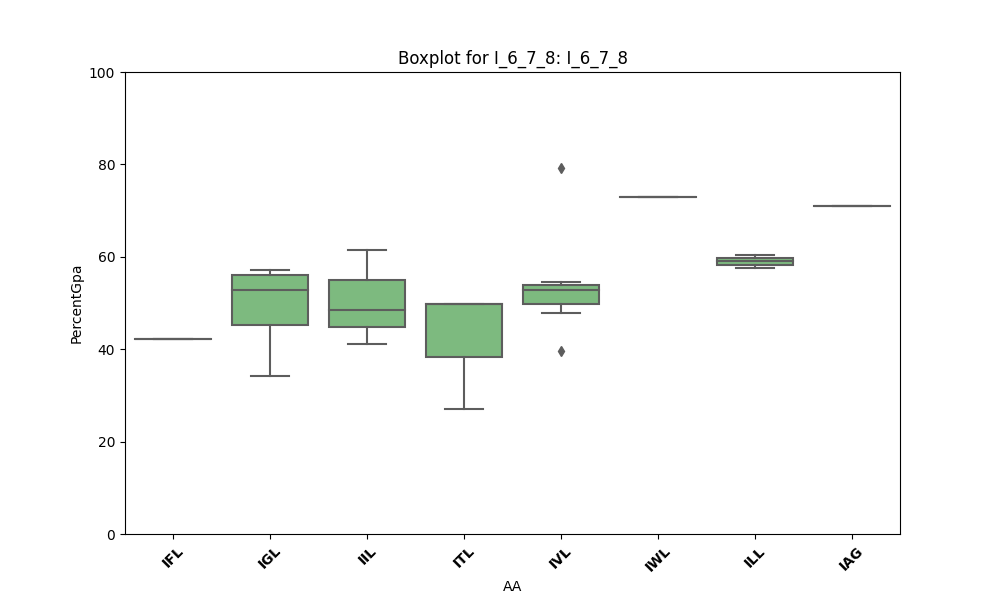 Boxplot for I_6_7_8: I_6_7_8
100
80
60
40
20
0
PercentGpa
IFL
IGL
IIL
ITL
IVL
IWL
ILL
IAG
AA